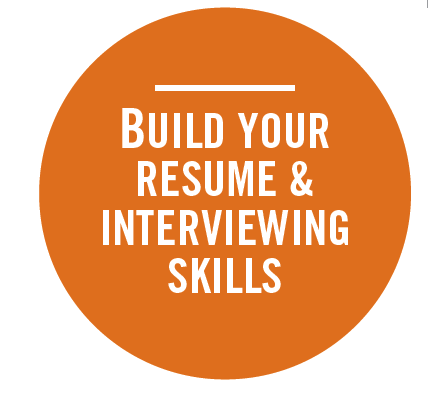 BUILD YOUR
RESUME &
INTERVIEWING
SKILLS